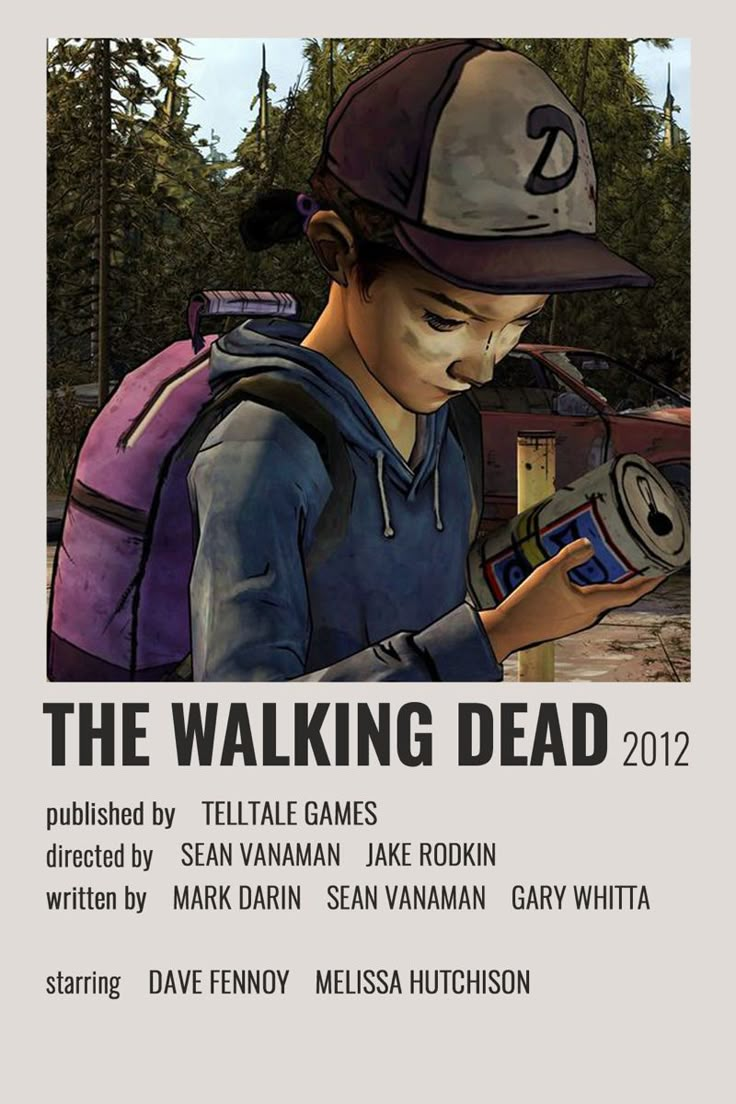 D
THE WALKING DEAD 2012
published by TELLTALE GAMES
directed by SEAN VANAMAN JAKE RODKIN
written by MARK DARIN SEAN VANAMAN GARY WHITTA
starring DAVE FENNOY MELISSA HUTCHISON